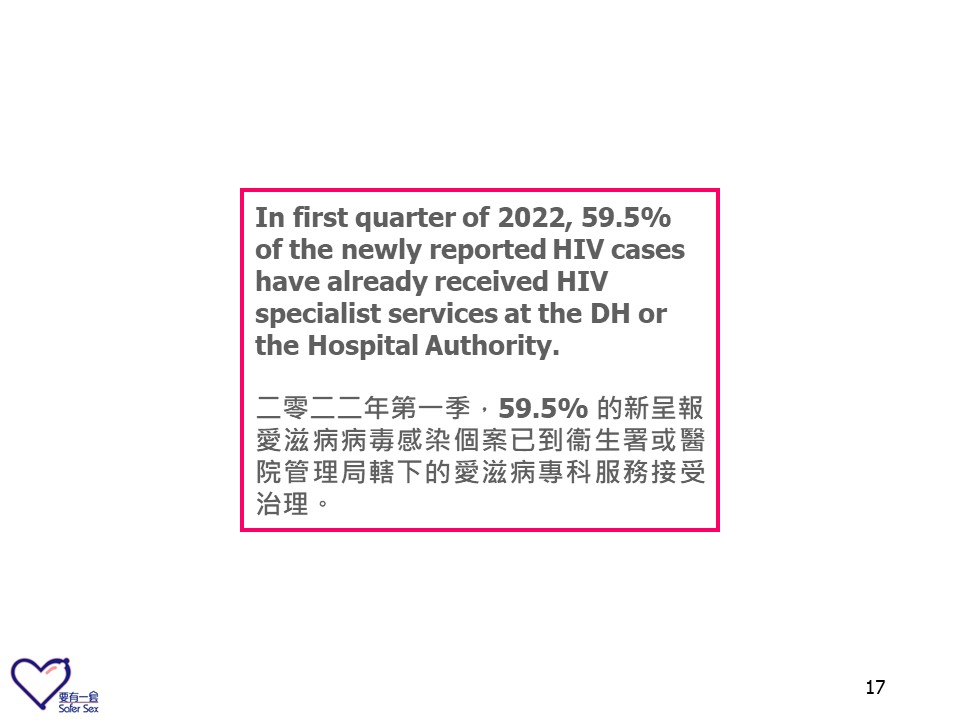 In first quarter of 2022, 59.5%
of the newly reported HIV cases
have already received HIV
specialist services at the DH or
the Hospital Authority.
二零二二年第一季，59.5% 的新呈報
愛滋病病毒感染個案已到衞生署或醫
院管理局轄下的愛滋病專科服務接受
治理。
要有一套
Safer Sex
17